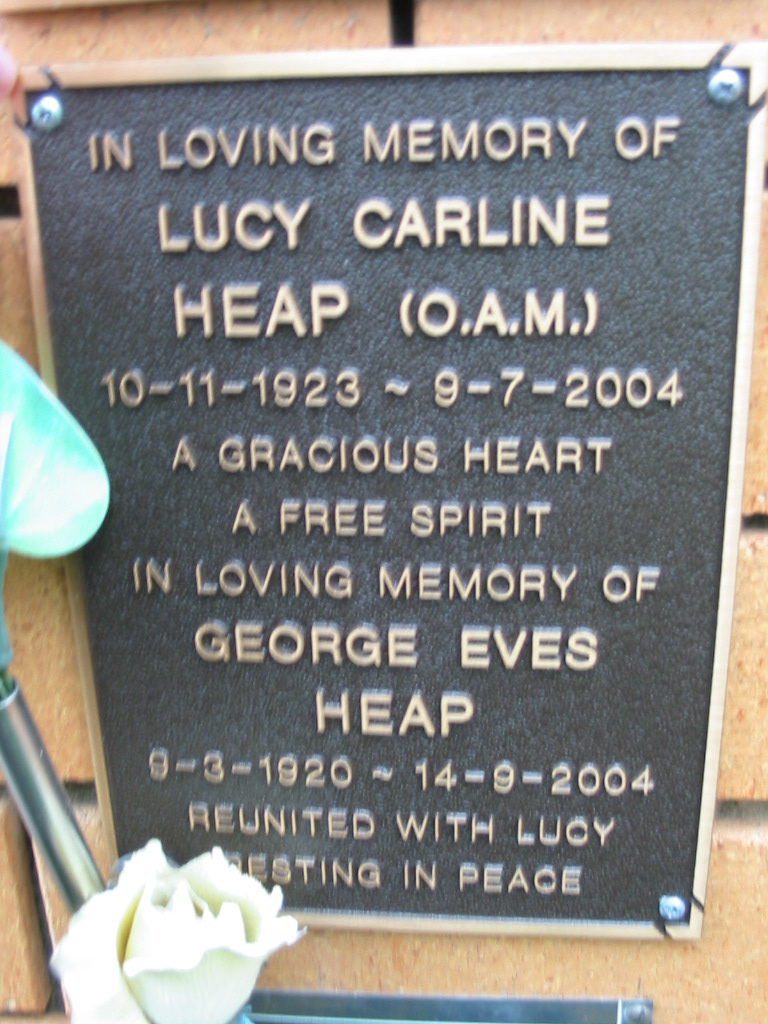 IN LOVING MEMORY OF
LUCY CARLINE
HEAP (O.A.M.)
10-11-1923 ~ 9-7-2004
A GRACIOUS HEART
A FREE SPIRIT
IN LOVING MEMORY OF
GEORGE EVES
HEAP
9-3-1920 ~ 14-9-2004
REUNITED WITH LUCY
RESTING IN PEACE